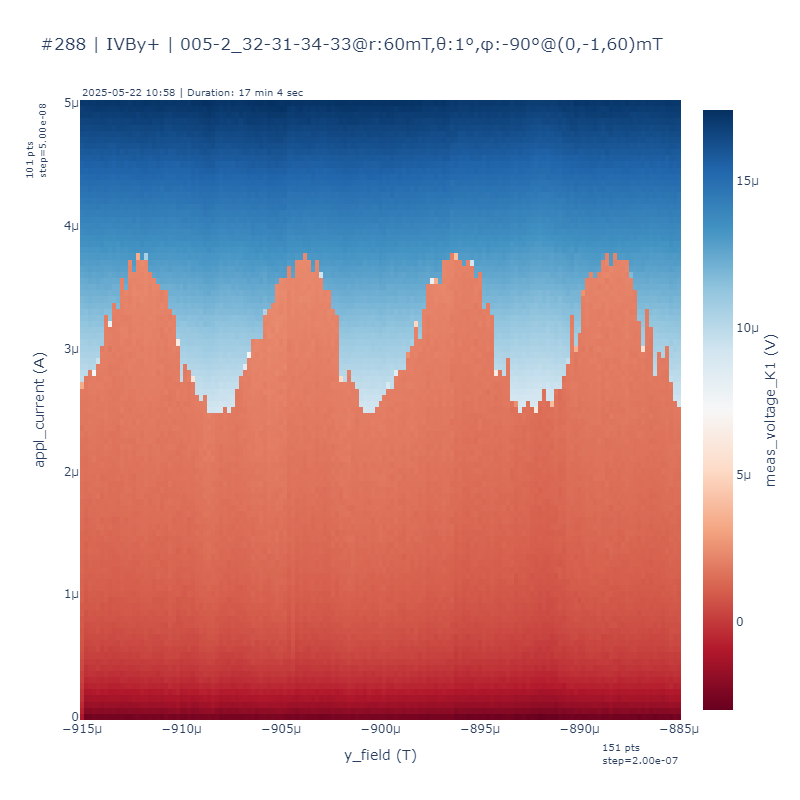 #288 | IVBy+ | 005-2_32-31-34-33@r:60mT,θ:1°,φ:-90°@(0,-1,60)mT
2025-05-22 10:58 | Duration: 17 min 4 sec
101 pts
step=5.00e-08
5μ
4μ
3μ
2μ
1μ
0
appl_current (A)
−915μ
−910μ
−905μ
−900μ
−895μ
−890μ
−885μ
y_field (T)
151 pts
step=2.00e-07
15μ
10μ
5μ
0
meas_voltage_K1 (V)